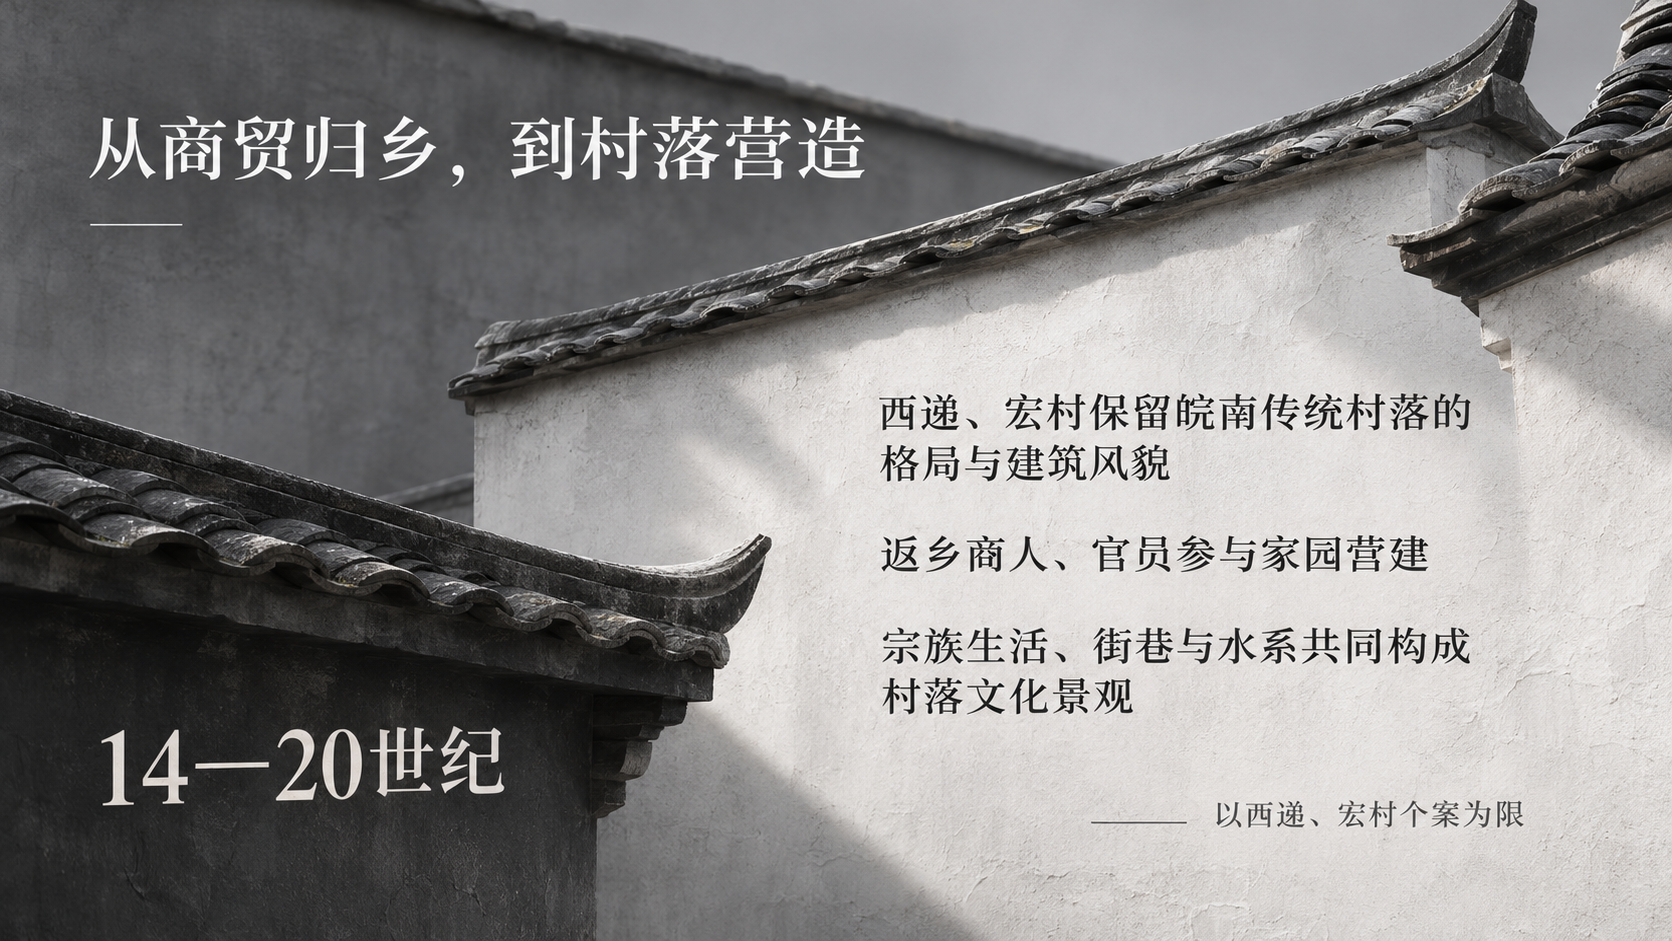 从商贸归乡，到村落营造
西递、宏村保留皖南传统村落的
格局与建筑风貌
返乡商人、官员参与家园营建
宗族生活、街巷与水系共同构成
村落文化景观
14—20世纪
以西递、宏村个案为限